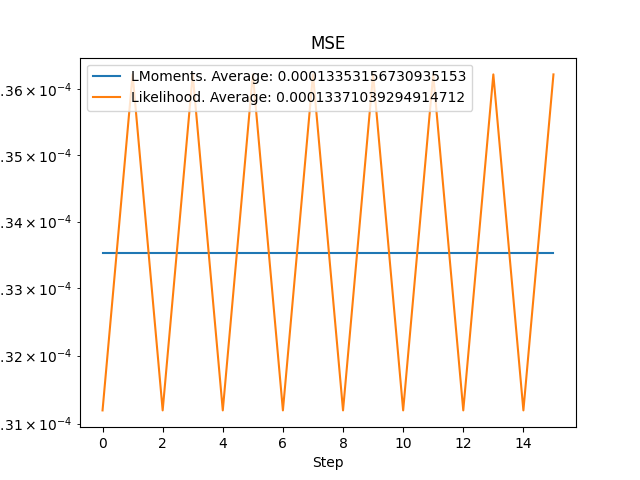 MSE
LMoments. Average: 0.00013353156730935153
Likelihood. Average: 0.00013371039294914712
.36 × 10⁻⁴
.35 × 10⁻⁴
.34 × 10⁻⁴
.33 × 10⁻⁴
.32 × 10⁻⁴
.31 × 10⁻⁴
0 2 4 6 8 10 12 14
Step